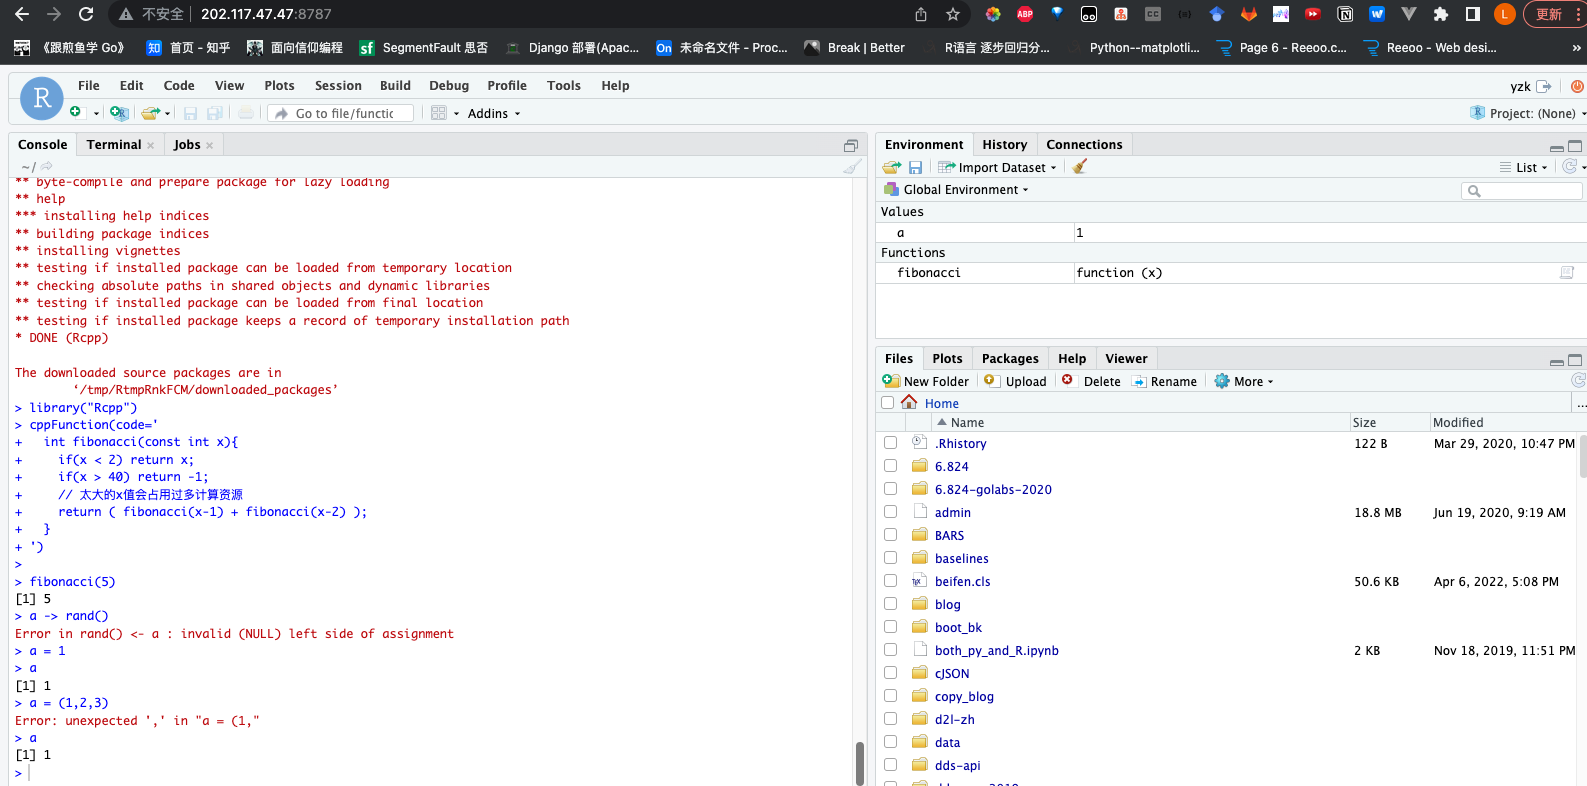 不安全 | 202.117.47.47:8787
ABP
CC
L
更新
《跟煎鱼学 Go》
知 首页 - 知乎
面向信仰编程
sf SegmentFault 思否
Django 部署(Apac...
On 未命名文件 - Proc...
Break | Better
R语言 逐步回归分...
Python--matplotli...
Page 6 - Reeoo.c...
Reeoo - Web desi...
»
R
File Edit Code View Plots Session Build Debug Profile Tools Help
yzk
Go to file/functic
Addins
Project: (None)
Console Terminal Jobs
~/
** byte-compile and prepare package for lazy loading
** help
*** installing help indices
** building package indices
** installing vignettes
** testing if installed package can be loaded from temporary location
** checking absolute paths in shared objects and dynamic libraries
** testing if installed package can be loaded from final location
** testing if installed package keeps a record of temporary installation path
* DONE (Rcpp)
The downloaded source packages are in
‘/tmp/RtmpRnkFCM/downloaded_packages’
> library("Rcpp")
> cppFunction(code='
+   int fibonacci(const int x){
+     if(x < 2) return x;
+     if(x > 40) return -1;
+     // 太大的x值会占用过多计算资源
+     return ( fibonacci(x-1) + fibonacci(x-2) );
+   }
+ ')
>
> fibonacci(5)
[1] 5
> a -> rand()
Error in rand() <- a : invalid (NULL) left side of assignment
> a = 1
> a
[1] 1
> a = (1,2,3)
Error: unexpected ',' in "a = (1,"
> a
[1] 1
>
Environment History Connections
Import Dataset
List
Global Environment
Values
a 1
Functions
fibonacci function (x)
Files Plots Packages Help Viewer
New Folder Upload Delete Rename More
Home
...
Name Size Modified
.Rhistory 122 B Mar 29, 2020, 10:47 PM
6.824
6.824-golabs-2020
admin 18.8 MB Jun 19, 2020, 9:19 AM
BARS
baselines
beifen.cls 50.6 KB Apr 6, 2022, 5:08 PM
blog
boot_bk
both_py_and_R.ipynb 2 KB Nov 18, 2019, 11:51 PM
cJSON
copy_blog
d2l-zh
data
dds-api